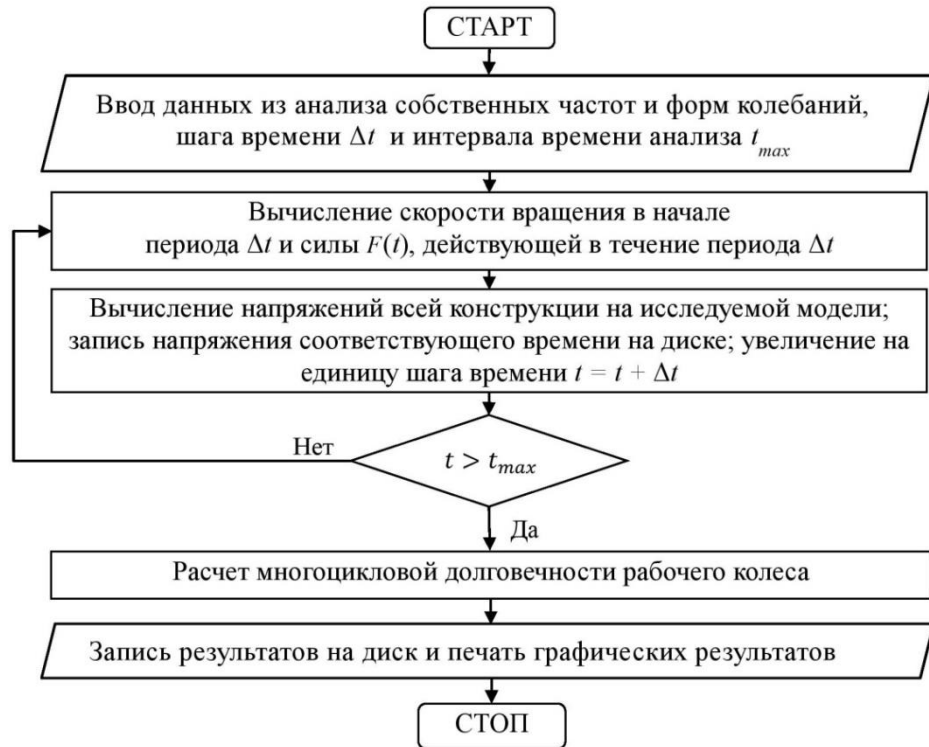 СТАРТ
Ввод данных из анализа собственных частот и форм колебаний,
шага времени Δt и интервала времени анализа tmax
Вычисление скорости вращения в начале
периода Δt и силы F(t), действующей в течение периода Δt
Вычисление напряжений всей конструкции на исследуемой модели;
запись напряжения соответствующего времени на диске; увеличение на
единицу шага времени t = t + Δt
Нет
t > tmax
Да
Расчет многоцикловой долговечности рабочего колеса
Запись результатов на диск и печать графических результатов
СТОП